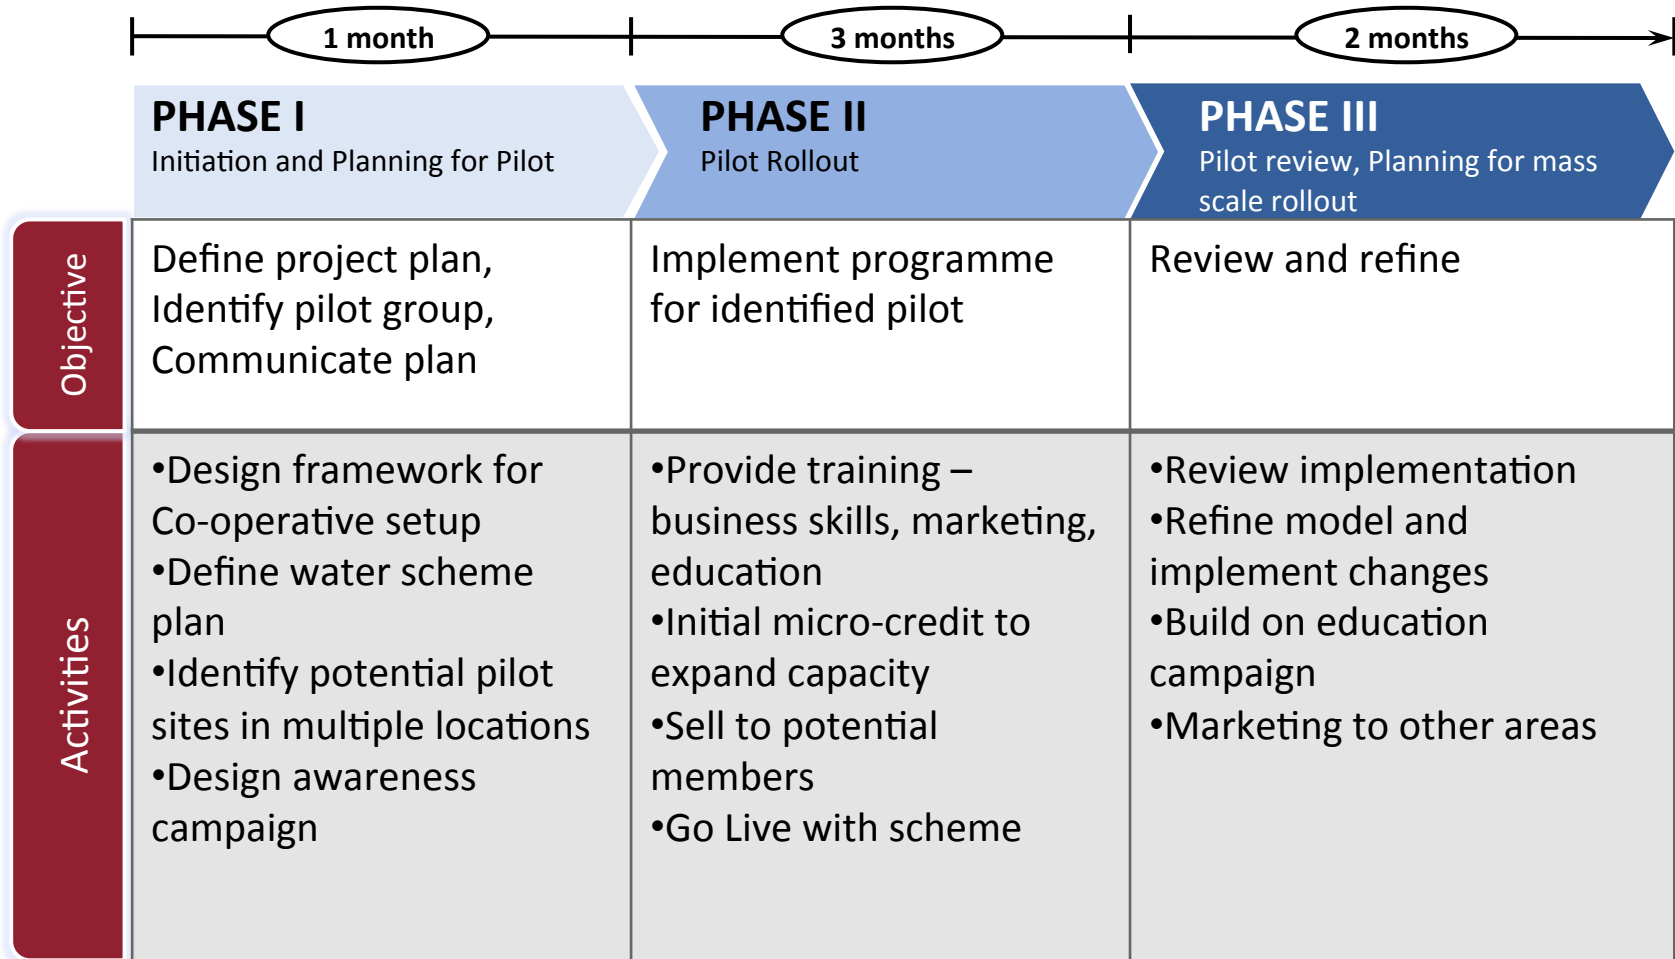 1 month
3 months
2 months
PHASE I
Initiation and Planning for Pilot
PHASE II
Pilot Rollout
PHASE III
Pilot review, Planning for mass
scale rollout
Objective
Define project plan,
Identify pilot group,
Communicate plan
Implement programme
for identified pilot
Review and refine
Activities
•Design framework for
Co-operative setup
•Define water scheme
plan
•Identify potential pilot
sites in multiple locations
•Design awareness
campaign
•Provide training –
business skills, marketing,
education
•Initial micro-credit to
expand capacity
•Sell to potential
members
•Go Live with scheme
•Review implementation
•Refine model and
implement changes
•Build on education
campaign
•Marketing to other areas